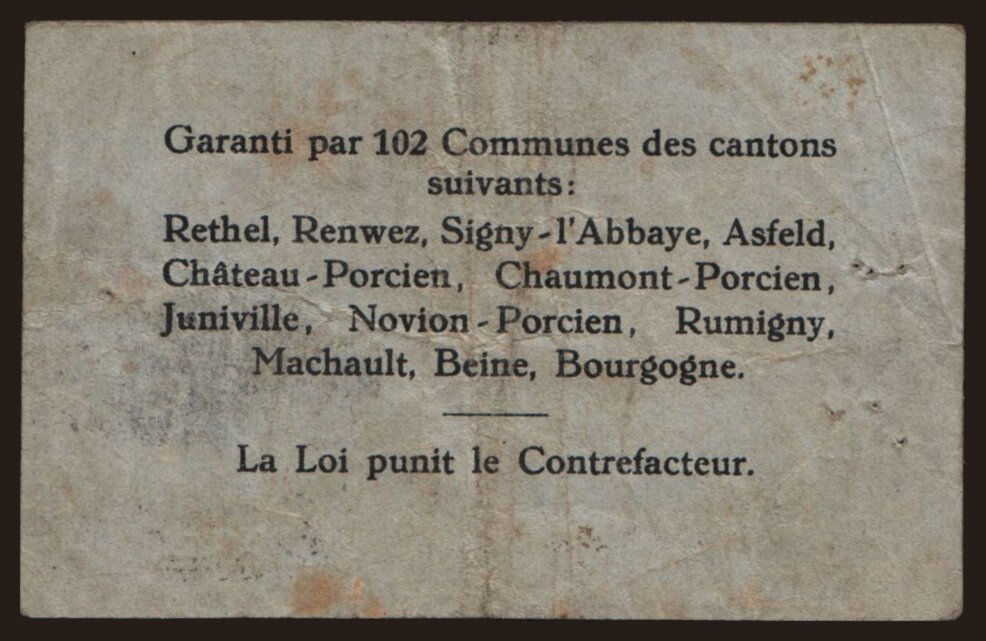 Garanti par 102 Communes des cantons
suivants:
Rethel, Renwez, Signy-l'Abbaye, Asfeld,
Château-Porcien, Chaumont-Porcien,
Juniville, Novion-Porcien, Rumigny,
Machault, Beine, Bourgogne.
La Loi punit le Contrefacteur.